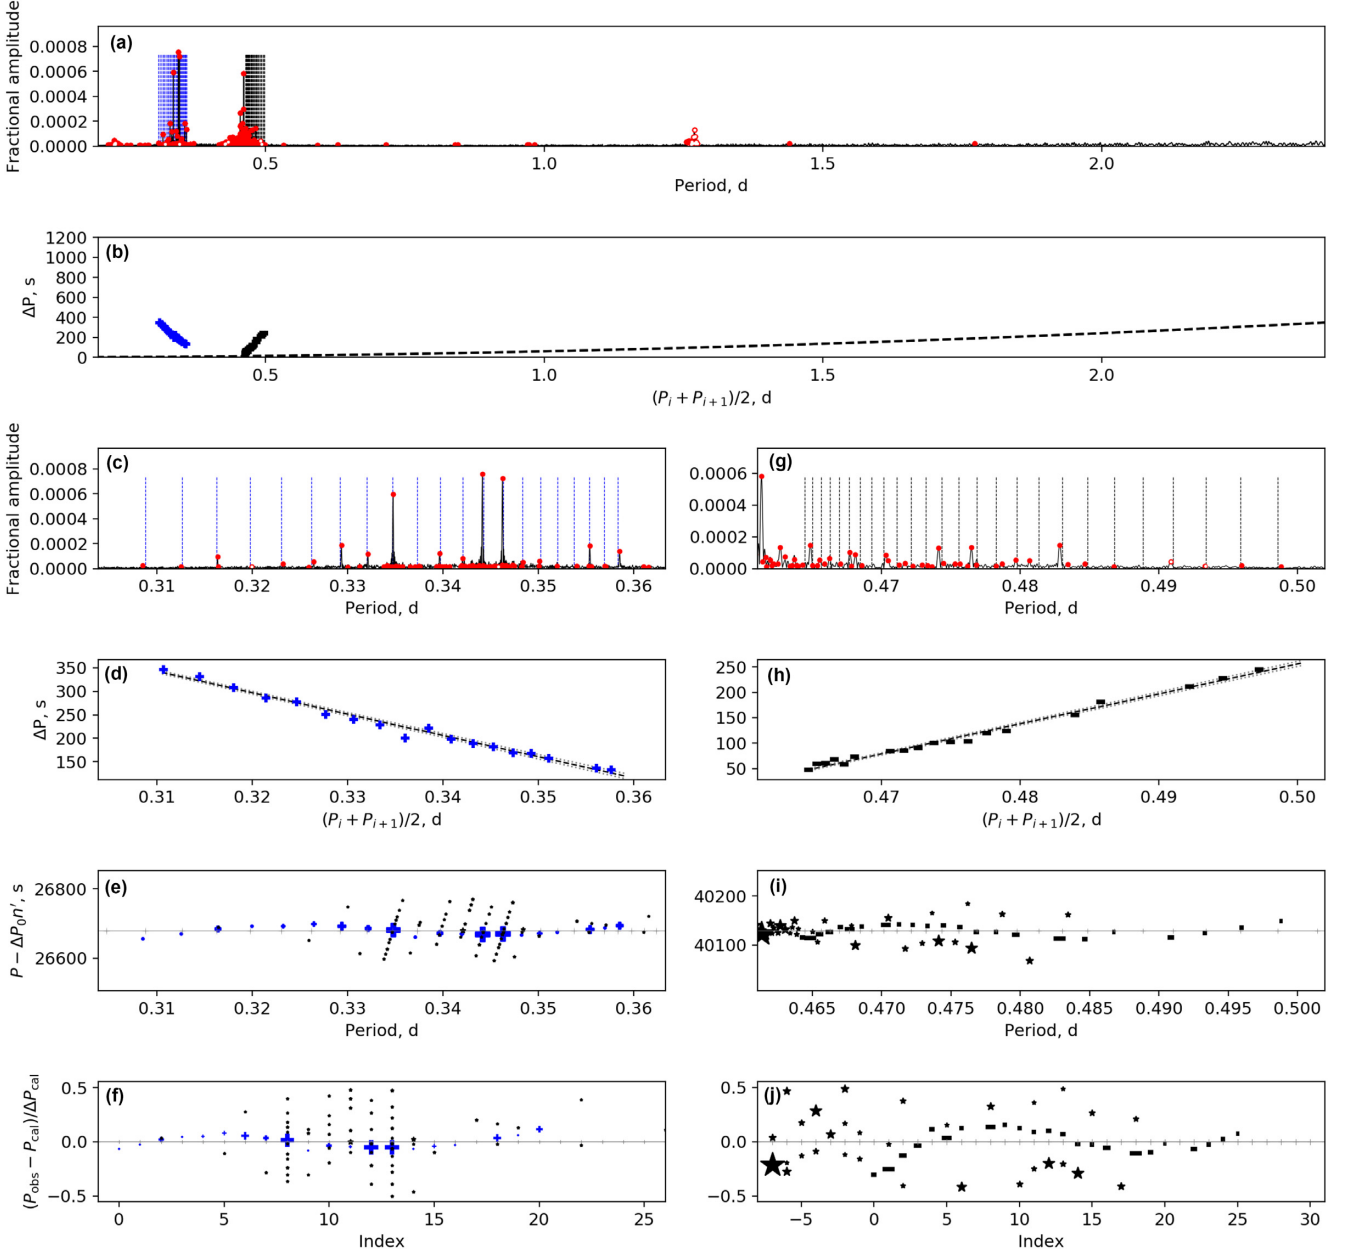 (a)
Fractional amplitude
0.0008
0.0006
0.0004
0.0002
0.0000
0.5 1.0 1.5 2.0
Period, d
(b)
ΔP, s
1200
1000
800
600
400
200
0
0.5 1.0 1.5 2.0
(P_i + P_{i+1})/2, d
(c)
Fractional amplitude
0.0008
0.0006
0.0004
0.0002
0.0000
0.31 0.32 0.33 0.34 0.35 0.36
Period, d
(g)
0.0006
0.0004
0.0002
0.0000
0.47 0.48 0.49 0.50
Period, d
(d)
ΔP, s
350
300
250
200
150
0.31 0.32 0.33 0.34 0.35 0.36
(P_i + P_{i+1})/2, d
(h)
250
200
150
100
50
0.47 0.48 0.49 0.50
(P_i + P_{i+1})/2, d
(e)
P − ΔP₀n′, s
26800
26600
0.31 0.32 0.33 0.34 0.35 0.36
Period, d
(i)
40200
40100
0.465 0.470 0.475 0.480 0.485 0.490 0.495 0.500
Period, d
(f)
(P_obs − P_cal)/ΔP_cal
0.5
0.0
−0.5
0 5 10 15 20 25
Index
(j)
0.5
0.0
−0.5
−5 0 5 10 15 20 25 30
Index